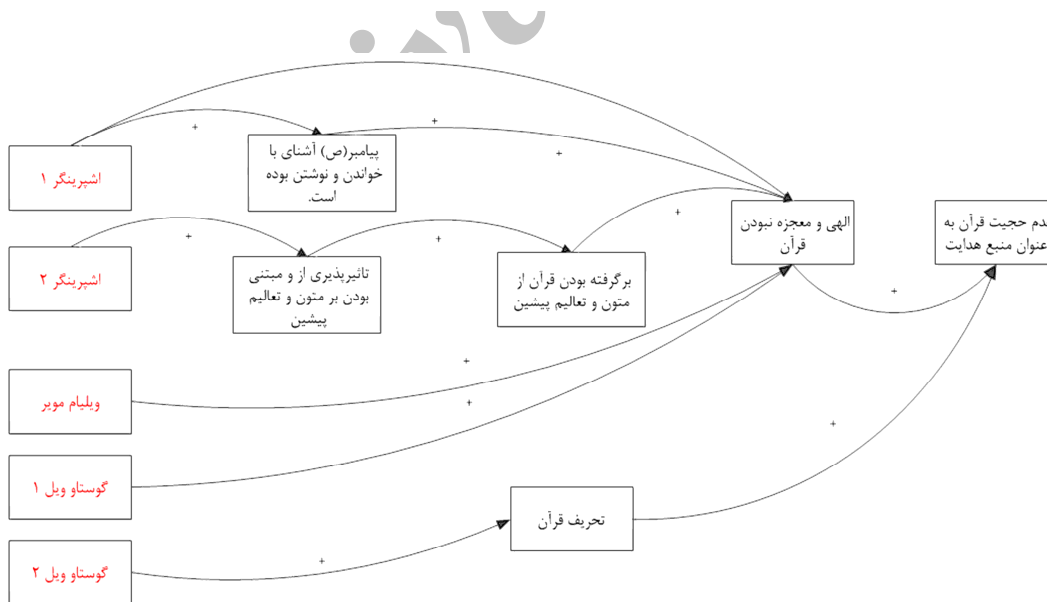 اشپرینگر ۱
پیامبر(ص) آشنای با
خواندن و نوشتن بوده
است.
الهی و معجزه نبودن
قرآن
دم حجیت قرآن به
عنوان منبع هدایت
اشپرینگر ۲
تاثیرپذیری از و مبتنی
بودن بر متون و تعالیم
پیشین
برگرفته بودن قرآن از
متون و تعالیم پیشین
ویلیام مویر
گوستاو ویل ۱
تحریف قرآن
گوستاو ویل ۲
+
+
+
+
+
+
+
+
+
+
+